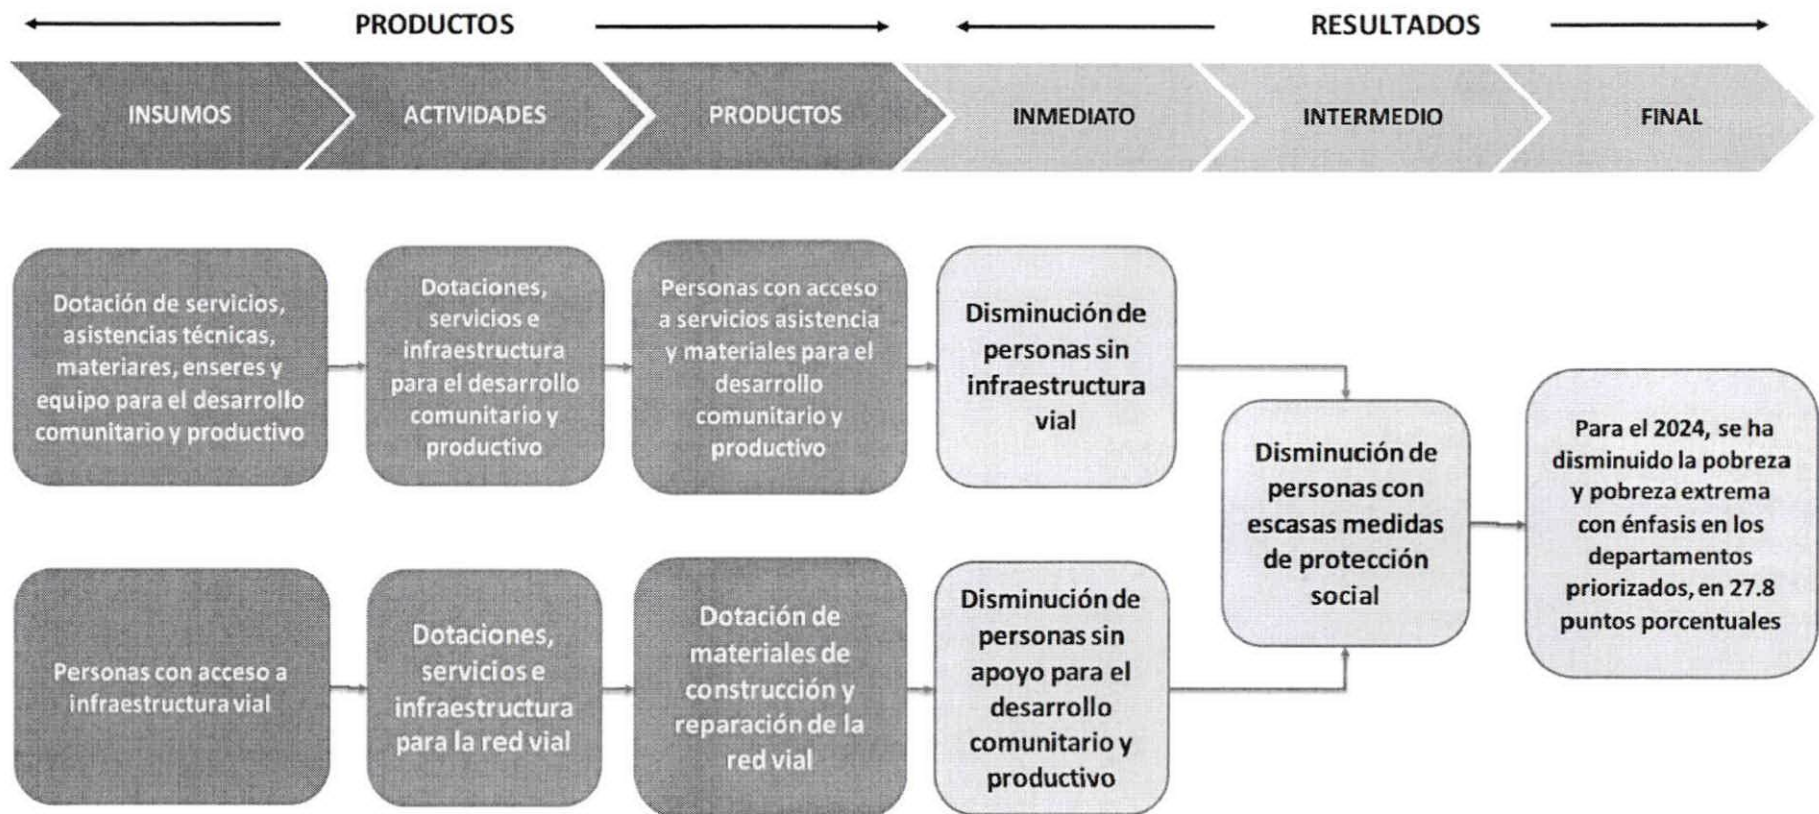 PRODUCTOS
RESULTADOS
INSUMOS
ACTIVIDADES
PRODUCTOS
INMEDIATO
INTERMEDIO
FINAL
Dotación de servicios,
asistencias técnicas,
materiares, enseres y
equipo para el desarrollo
comunitario y productivo
Dotaciones,
servicios e
infraestructura
para el desarrollo
comunitario y
productivo
Personas con acceso
a servicios asistencia
y materiales para el
desarrollo
comunitario y
productivo
Disminución de
personas sin
infraestructura
vial
Disminución de
personas con
escasas medidas
de protección
social
Para el 2024, se ha
disminuido la pobreza
y pobreza extrema
con énfasis en los
departamentos
priorizados, en 27.8
puntos porcentuales
Personas con acceso a
infraestructura vial
Dotaciones,
servicios e
infraestructura
para la red vial
Dotación de
materiales de
construcción y
reparación de la
red vial
Disminución de
personas sin
apoyo para el
desarrollo
comunitario y
productivo